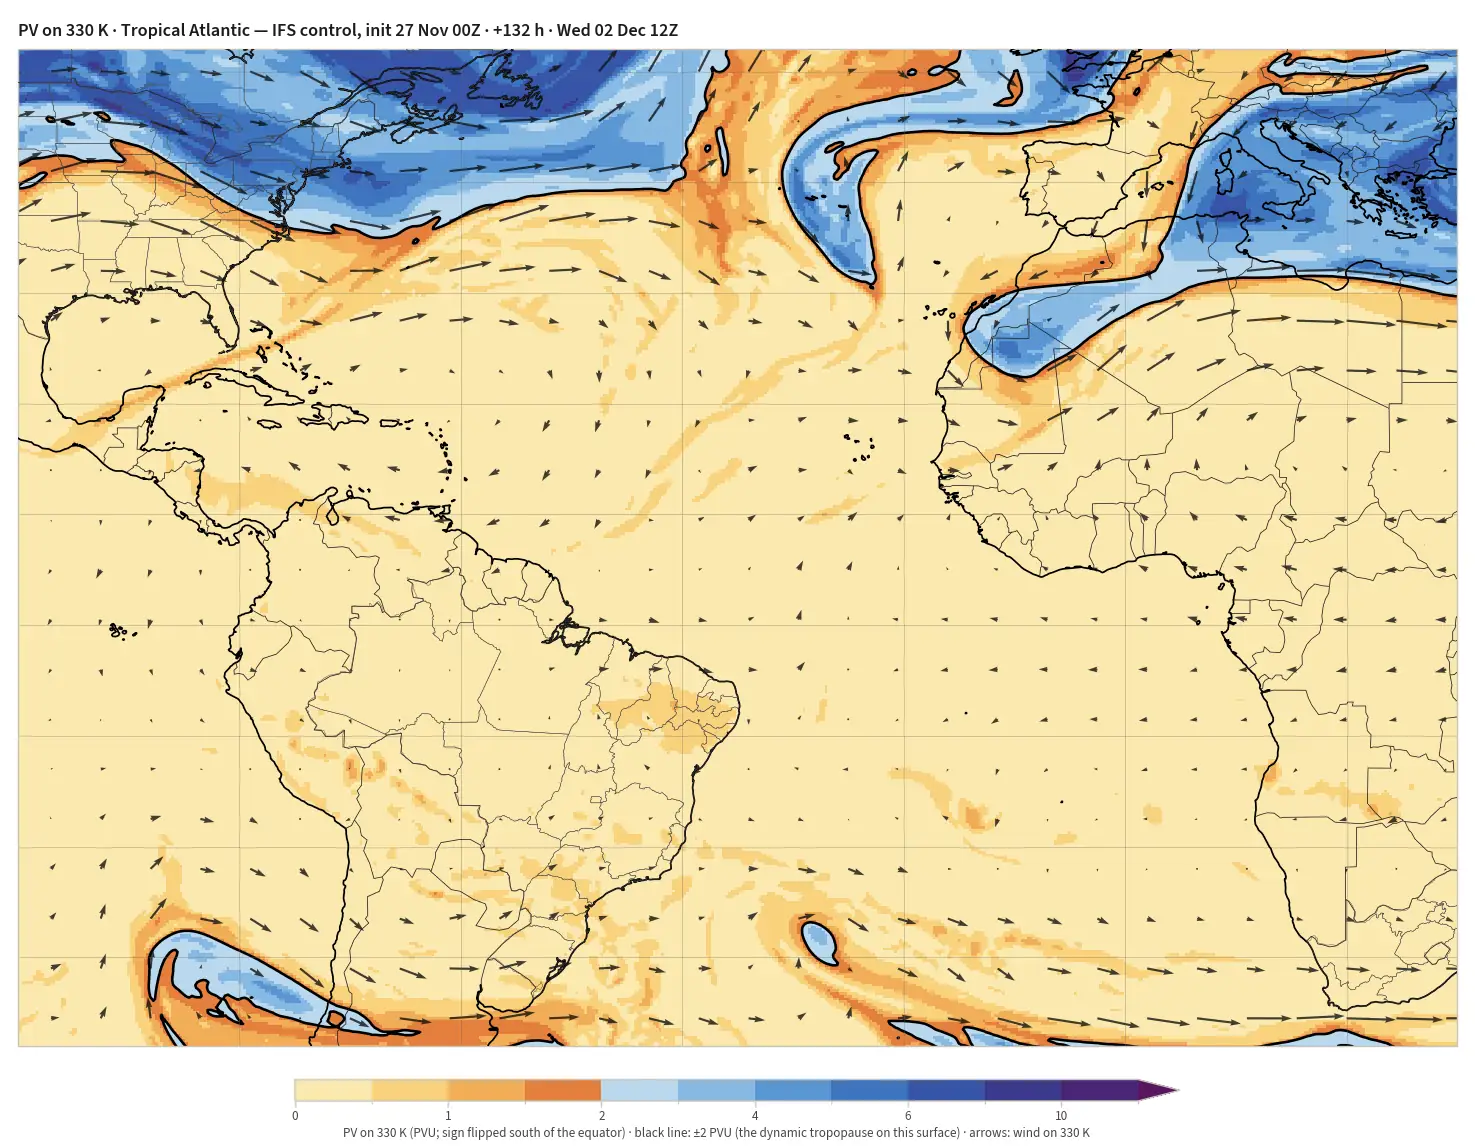 PV on 330 K · Tropical Atlantic — IFS control, init 27 Nov 00Z · +132 h · Wed 02 Dec 12Z
0 1 2 4 6 8 10
PV on 330 K (PVU; sign flipped south of the equator) · black line: ±2 PVU (the dynamic tropopause on this surface) · arrows: wind on 330 K